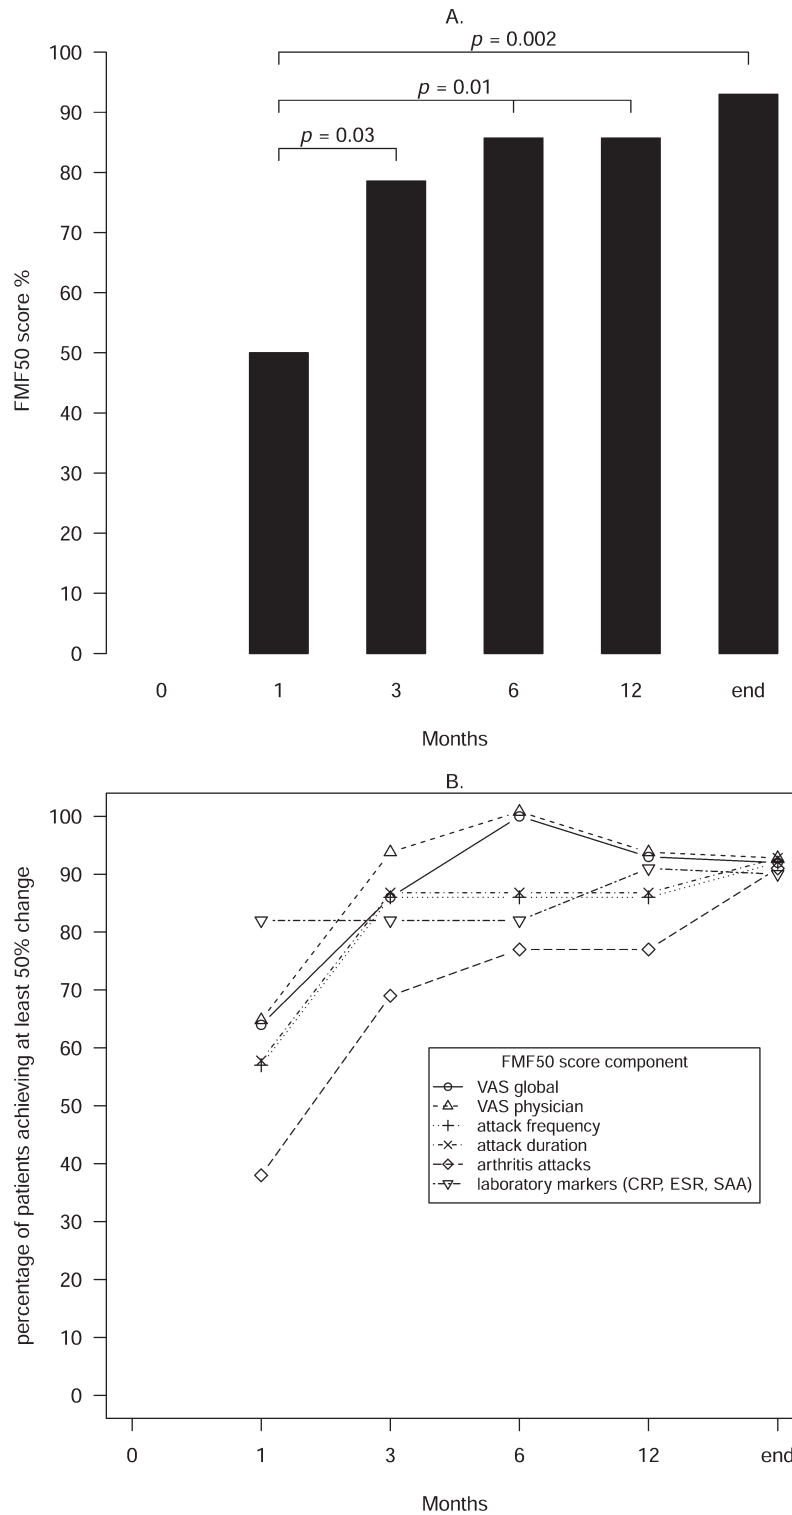 A.
p = 0.002
p = 0.01
p = 0.03
100
90
80
70
60
50
40
30
20
10
0
FMF50 score %
0 1 3 6 12 end
Months
B.
100
90
80
70
60
50
40
30
20
10
0
percentage of patients achieving at least 50% change
FMF50 score component
VAS global
VAS physician
attack frequency
attack duration
arthritis attacks
laboratory markers (CRP, ESR, SAA)
0 1 3 6 12 end
Months